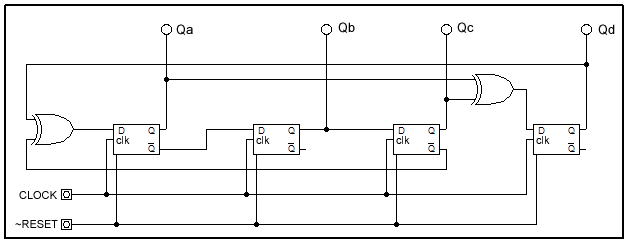 Qa Qb Qc Qd
D Q D Q D Q D Q
clk clk clk clk
Q̅ Q̅ Q̅ Q̅
CLOCK
~RESET